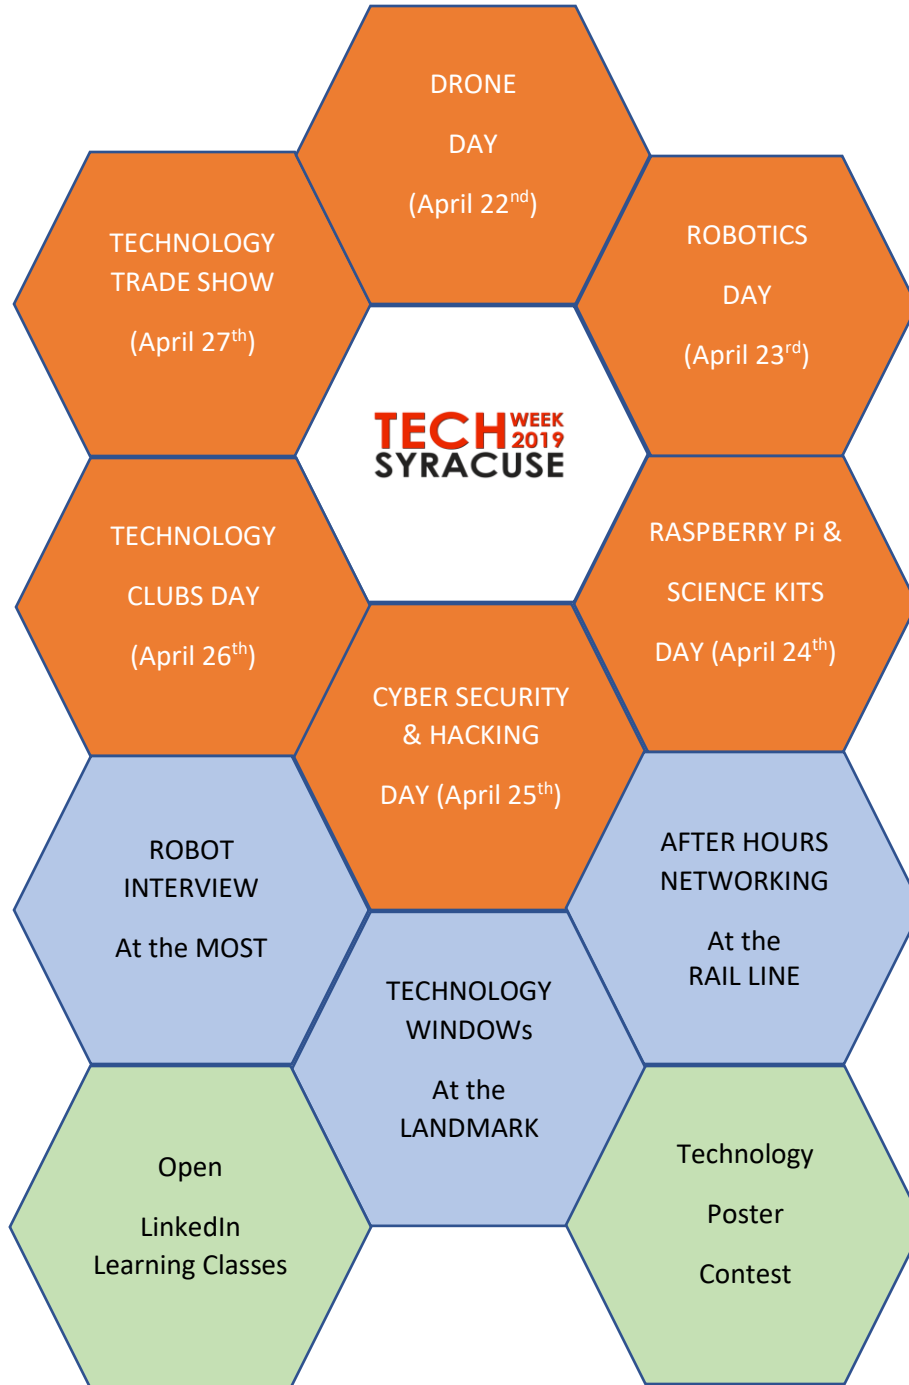 DRONE
DAY
(April 22nd)
TECHNOLOGY
TRADE SHOW
(April 27th)
ROBOTICS
DAY
(April 23rd)
TECH WEEK 2019
SYRACUSE
TECHNOLOGY
CLUBS DAY
(April 26th)
RASPBERRY Pi &
SCIENCE KITS
DAY (April 24th)
CYBER SECURITY
& HACKING
DAY (April 25th)
ROBOT
INTERVIEW
At the MOST
AFTER HOURS
NETWORKING
At the
RAIL LINE
TECHNOLOGY
WINDOWs
At the
LANDMARK
Open
LinkedIn
Learning Classes
Technology
Poster
Contest